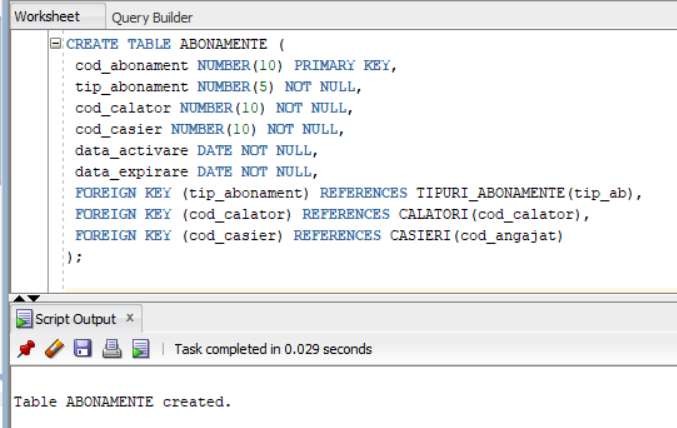 Worksheet Query Builder
CREATE TABLE ABONAMENTE (
cod_abonament NUMBER(10) PRIMARY KEY,
tip_abonament NUMBER(5) NOT NULL,
cod_calator NUMBER(10) NOT NULL,
cod_casier NUMBER(10) NOT NULL,
data_activare DATE NOT NULL,
data_expirare DATE NOT NULL,
FOREIGN KEY (tip_abonament) REFERENCES TIPURI_ABONAMENTE(tip_ab),
FOREIGN KEY (cod_calator) REFERENCES CALATORI(cod_calator),
FOREIGN KEY (cod_casier) REFERENCES CASIERI(cod_angajat)
);
Script Output x
Task completed in 0.029 seconds
Table ABONAMENTE created.